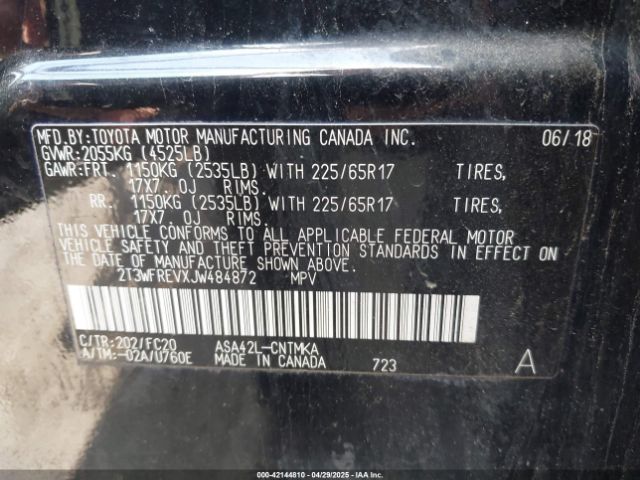 MFD.BY:TOYOTA MOTOR MANUFACTURING CANADA INC. 06/18
GVWR:2055KG (4525LB)
GAWR:FRT. 1150KG (2535LB) WITH 225/65R17 TIRES,
17X7.0J RIMS.
RR. 1150KG (2535LB) WITH 225/65R17 TIRES,
17X7.0J RIMS.
THIS VEHICLE CONFORMS TO ALL APPLICABLE FEDERAL MOTOR
VEHICLE SAFETY AND THEFT PREVENTION STANDARDS IN EFFECT ON
THE DATE OF MANUFACTURE SHOWN ABOVE.
2T3WFREVXJW484872 MPV
C/TR:202/FC20 ASA42L-CNTMKA
A/TM:-02A/U760E MADE IN CANADA 723 A
000-42144810 04/29/2025 IAAI.COM